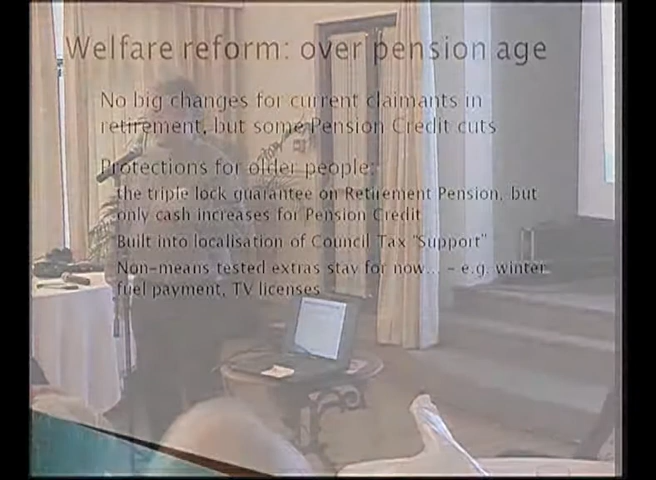 Welfare reform: over pension age
No big changes for current claimants in
retirement, but some Pension Credit cuts
Protections for older people:
the triple lock guarantee on Retirement Pension, but
only cash increases for Pension Credit
Built into localisation of Council Tax "Support"
Non-means tested extras stay for now... - e.g. winter
fuel payment, TV licenses